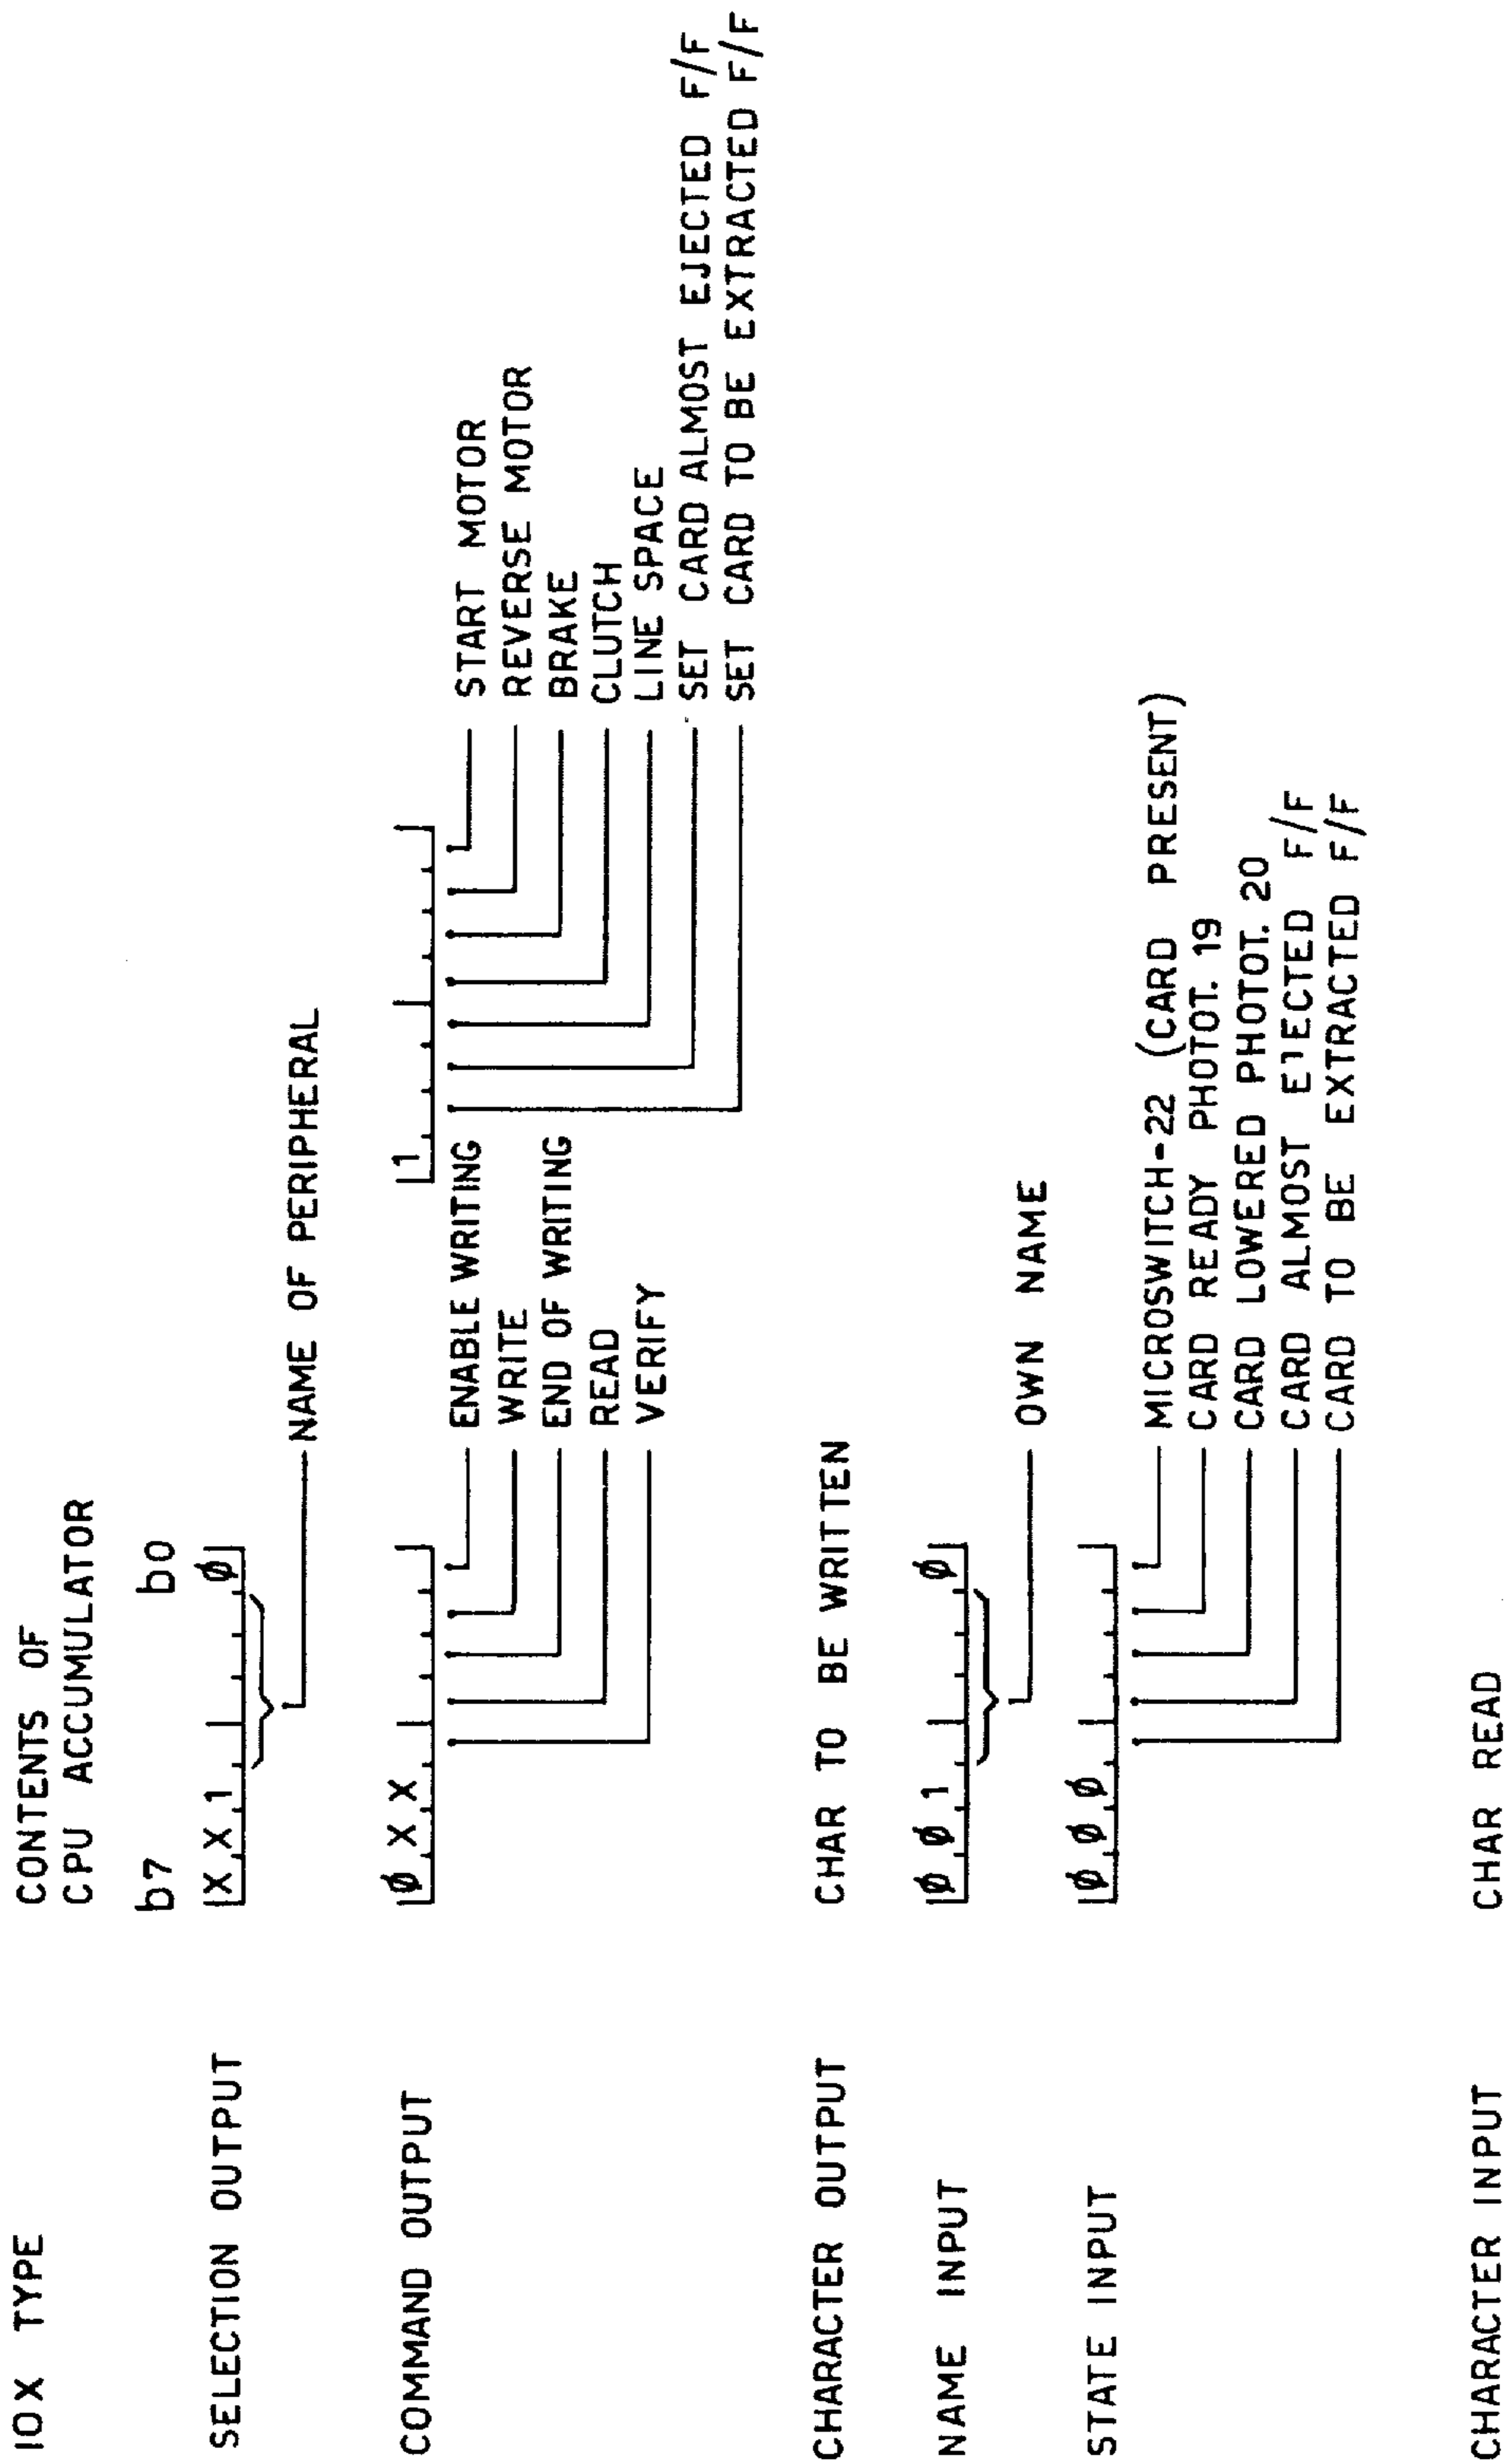 IOX TYPE
CONTENTS OF
CPU ACCUMULATOR
b7 b0
SELECTION OUTPUT
X X 1 Ø
NAME OF PERIPHERAL
COMMAND OUTPUT
Ø X X
ENABLE WRITING
WRITE
END OF WRITING
READ
VERIFY
1
START MOTOR
REVERSE MOTOR
BRAKE
CLUTCH
LINE SPACE
SET CARD ALMOST EJECTED F/F
SET CARD TO BE EXTRACTED F/F
CHARACTER OUTPUT
CHAR TO BE WRITTEN
NAME INPUT
Ø Ø 1 Ø
OWN NAME
STATE INPUT
Ø Ø Ø
MICROSWITCH-22 (CARD PRESENT)
CARD READY PHOTOT. 19
CARD LOWERED PHOTOT. 20
CARD ALMOST EJECTED F/F
CARD TO BE EXTRACTED F/F
CHARACTER INPUT
CHAR READ